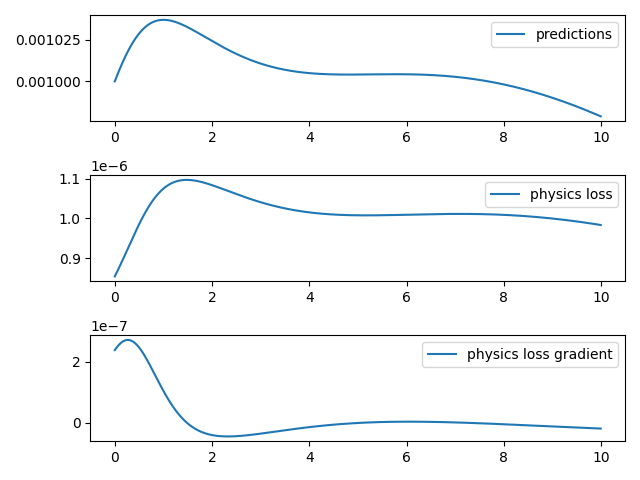 predictions
0.001025
0.001000
0 2 4 6 8 10
1e−6
physics loss
1.1
1.0
0.9
0 2 4 6 8 10
1e−7
physics loss gradient
2
0
0 2 4 6 8 10